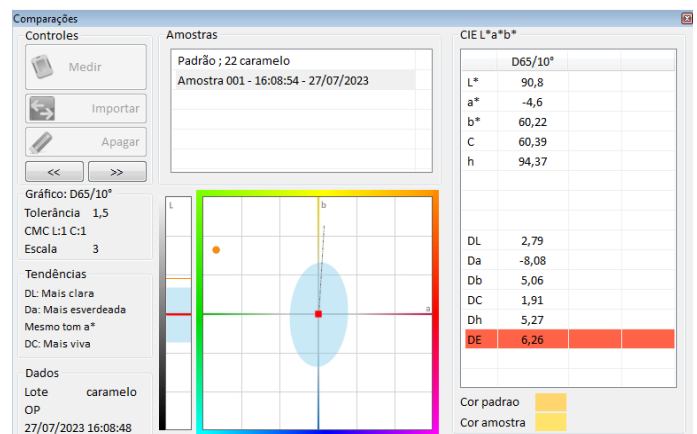 Comparações
Controles
Medir
Importar
Apagar
<<
>>
Gráfico: D65/10°
Tolerância 1,5
CMC L:1 C:1
Escala 3
Tendências
DL: Mais clara
Da: Mais esverdeada
Mesmo tom a*
DC: Mais viva
Dados
Lote caramelo
OP
27/07/2023 16:08:48
Amostras
Padrão ; 22 caramelo
Amostra 001 - 16:08:54 - 27/07/2023
L
b
a
CIE L*a*b*
D65/10°
L* 90,8
a* -4,6
b* 60,22
C 60,39
h 94,37
DL 2,79
Da -8,08
Db 5,06
DC 1,91
Dh 5,27
DE 6,26
Cor padrao
Cor amostra